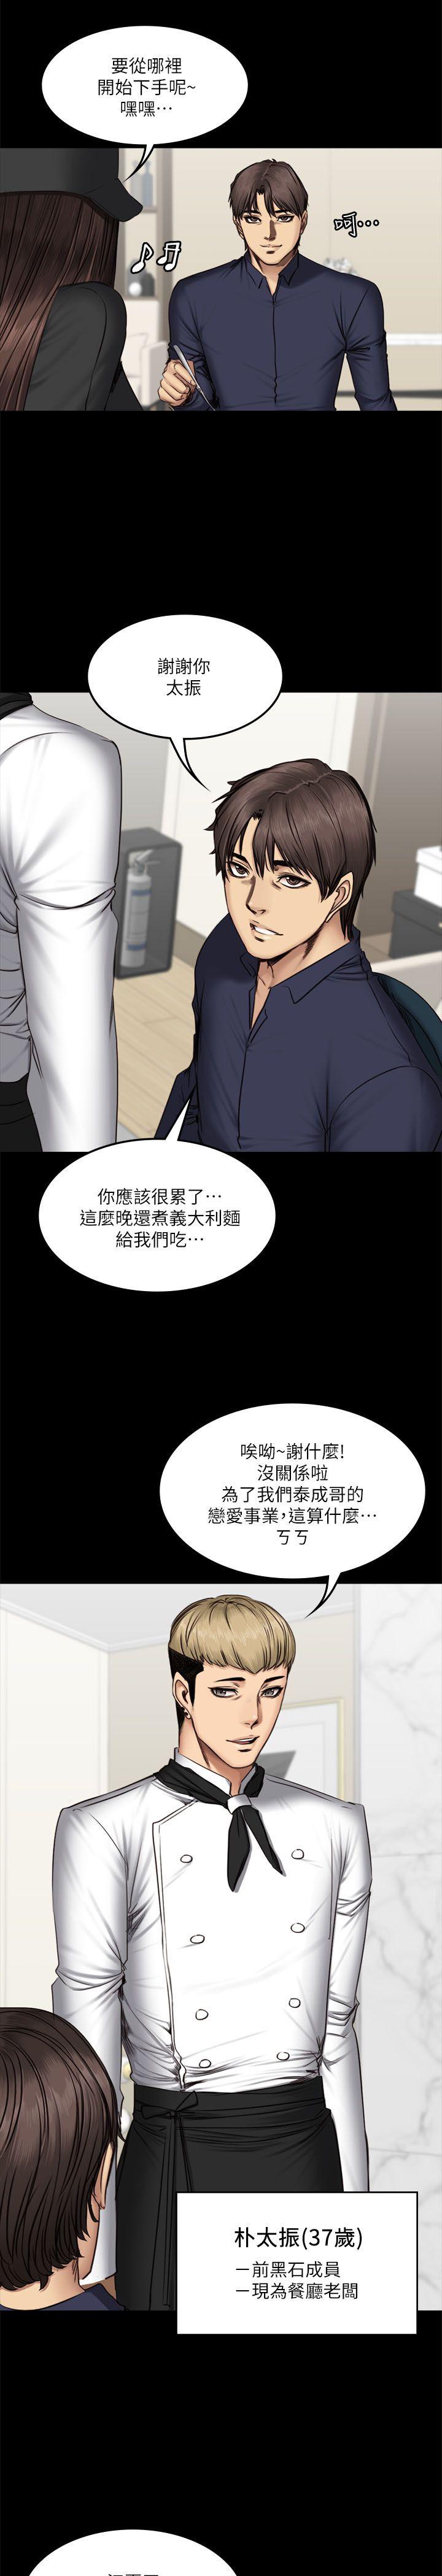 要從哪裡
開始下手呢~
嘿嘿…
呵…
謝謝你
太振
你應該很累了…
這麼晚還煮義大利麵
給我們吃…
唉呦~謝什麼!
沒關係啦
為了我們泰成哥的
戀愛事業，這算什麼…
ㄎㄎ
朴太振(37歲)
－前黑石成員
－現為餐廳老闆